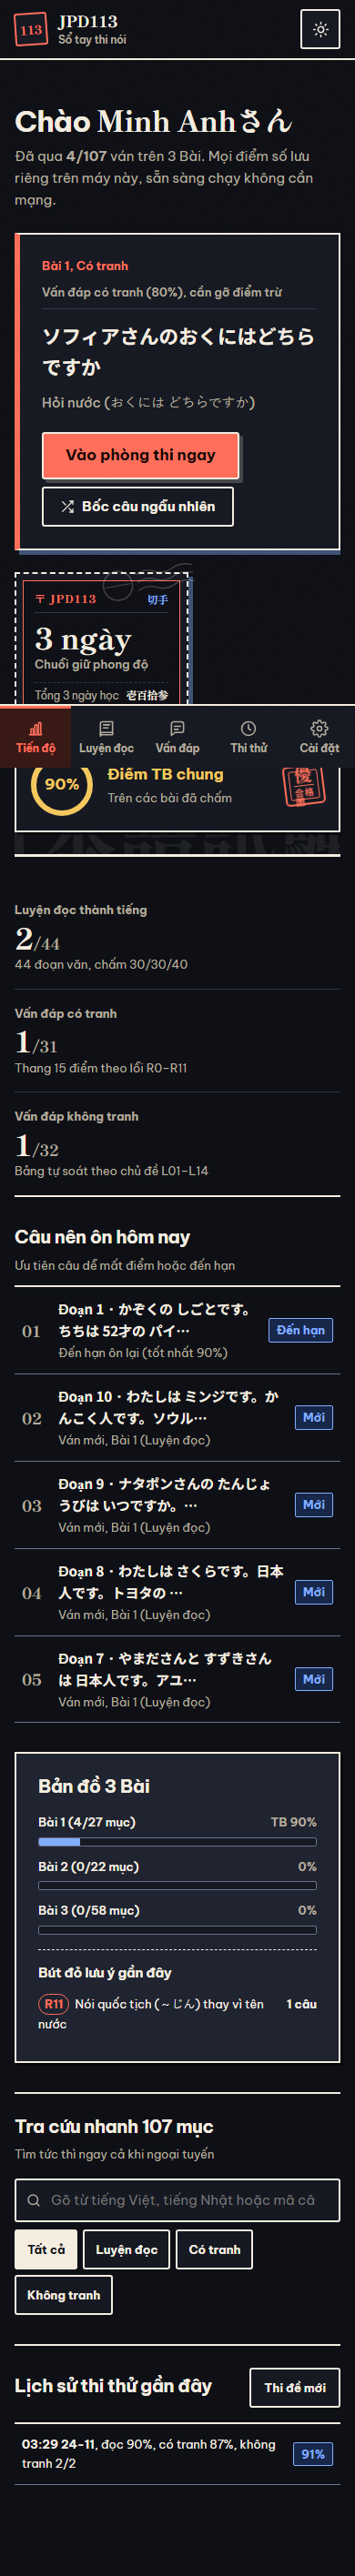 113
JPD113
Sổ tay thi nói
Chào Minh Anhさん
Đã qua 4/107 ván trên 3 Bài. Mọi điểm số lưu
riêng trên máy này, sẵn sàng chạy không cần
mạng.
Bài 1, Có tranh
Vấn đáp có tranh (80%), cần gỡ điểm trừ
ソフィアさんのおくにはどちら
ですか
Hỏi nước (おくには どちらですか)
Vào phòng thi ngay
Bốc câu ngẫu nhiên
〒 JPD113 切手
3 ngày
Chuỗi giữ phong độ
Tổng 3 ngày học 壱百拾参
Tiến độ
Luyện đọc
Vấn đáp
Thi thử
Cài đặt
90%
Điểm TB chung
Trên các bài đã chấm
優
合格
Luyện đọc thành tiếng
2/44
44 đoạn văn, chấm 30/30/40
Vấn đáp có tranh
1/31
Thang 15 điểm theo lỗi R0–R11
Vấn đáp không tranh
1/32
Bảng tự soát theo chủ đề L01–L14
Câu nên ôn hôm nay
Ưu tiên câu dễ mất điểm hoặc đến hạn
01
Đoạn 1 · かぞくの しごとです。
ちちは 52才の パイ…
Đến hạn ôn lại (tốt nhất 90%)
Đến hạn
02
Đoạn 10 · わたしは ミンジです。か
んこく人です。ソウル…
Ván mới, Bài 1 (Luyện đọc)
Mới
03
Đoạn 9 · ナタポンさんの たんじょ
うびは いつですか。…
Ván mới, Bài 1 (Luyện đọc)
Mới
04
Đoạn 8 · わたしは さくらです。日本
人です。トヨタの …
Ván mới, Bài 1 (Luyện đọc)
Mới
05
Đoạn 7 · やまださんと すずきさん
は 日本人です。アユ…
Ván mới, Bài 1 (Luyện đọc)
Mới
Bản đồ 3 Bài
Bài 1 (4/27 mục) TB 90%
Bài 2 (0/22 mục) 0%
Bài 3 (0/58 mục) 0%
Bút đỏ lưu ý gần đây
R11 Nói quốc tịch (~じん) thay vì tên 1 câu
nước
Tra cứu nhanh 107 mục
Tìm tức thì ngay cả khi ngoại tuyến
Gõ từ tiếng Việt, tiếng Nhật hoặc mã câ
Tất cả
Luyện đọc
Có tranh
Không tranh
Lịch sử thi thử gần đây
Thi đề mới
03:29 24-11, đọc 90%, có tranh 87%, không
tranh 2/2
91%